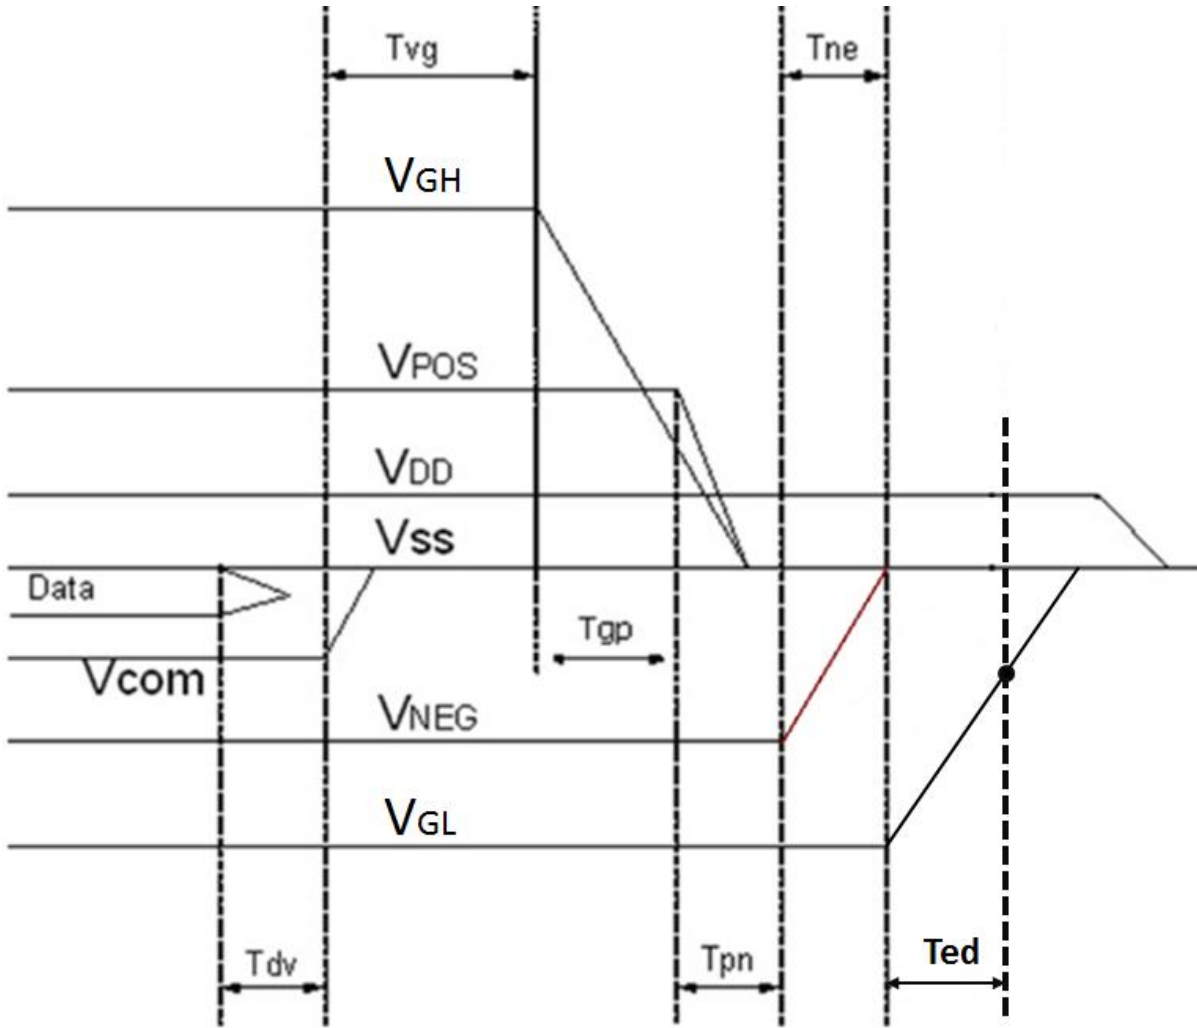 Tvg
Tne
VGH
VPOS
VDD
Vss
Data
Tgp
Vcom
VNEG
VGL
Tdv
Tpn
Ted